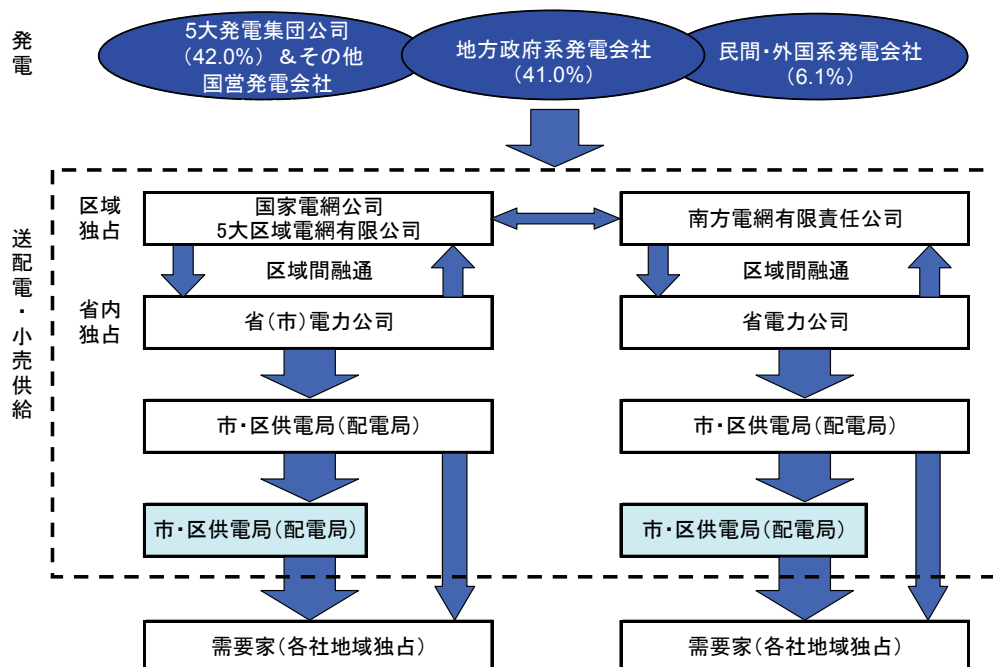 発電
5大発電集団公司
(42.0%) &その他
国営発電会社
地方政府系発電会社
(41.0%)
民間・外国系発電会社
(6.1%)
送配電・小売供給
区域
独占
国家電網公司
5大区域電網有限公司
南方電網有限責任公司
区域間融通
区域間融通
省内
独占
省(市)電力公司
省電力公司
市・区供電局(配電局)
市・区供電局(配電局)
市・区供電局(配電局)
市・区供電局(配電局)
需要家(各社地域独占)
需要家(各社地域独占)